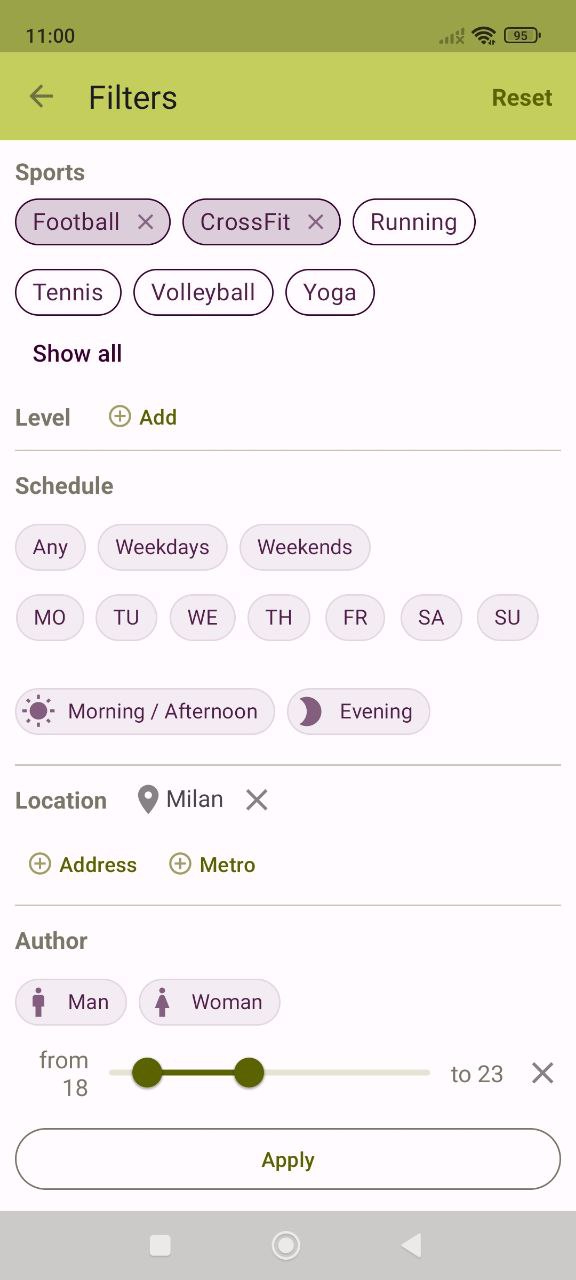 11:00 95
Filters Reset
Sports
Football CrossFit Running
Tennis Volleyball Yoga
Show all
Level Add
Schedule
Any Weekdays Weekends
MO TU WE TH FR SA SU
Morning / Afternoon Evening
Location Milan
Address Metro
Author
Man Woman
from
18 to 23
Apply